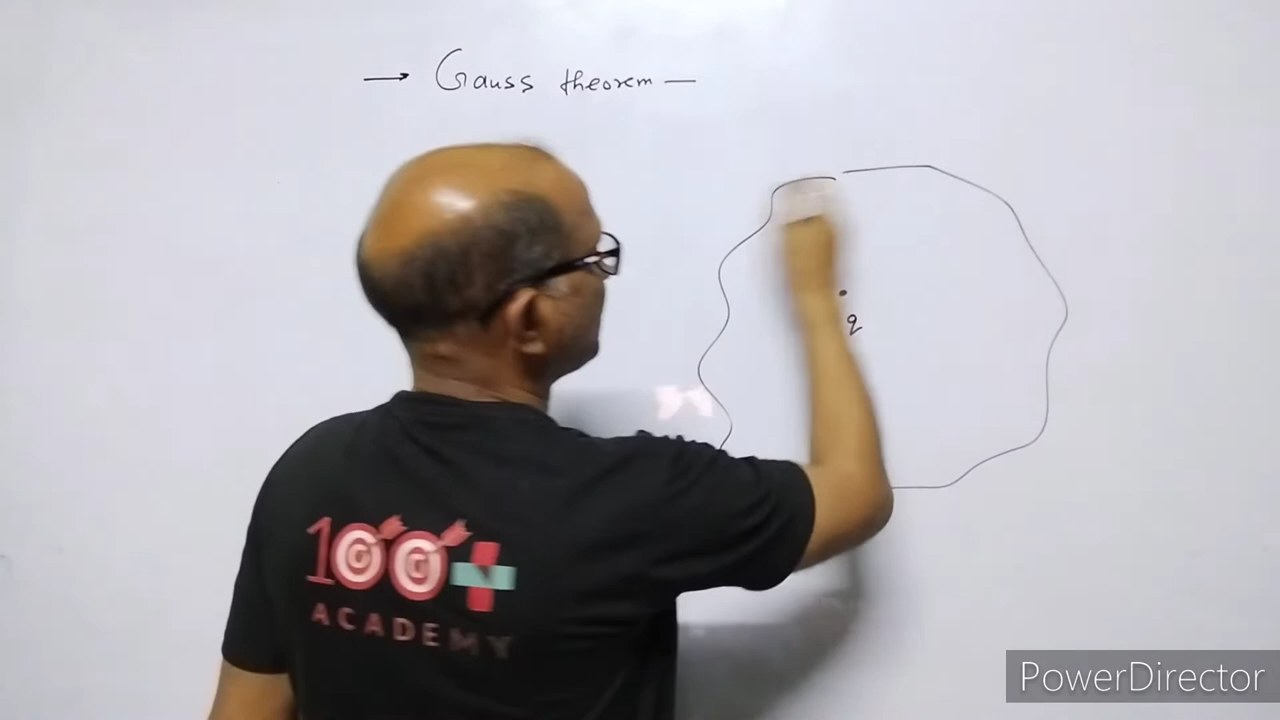 → Gauss theorem —
q
100+
ACADEMY
PowerDirector